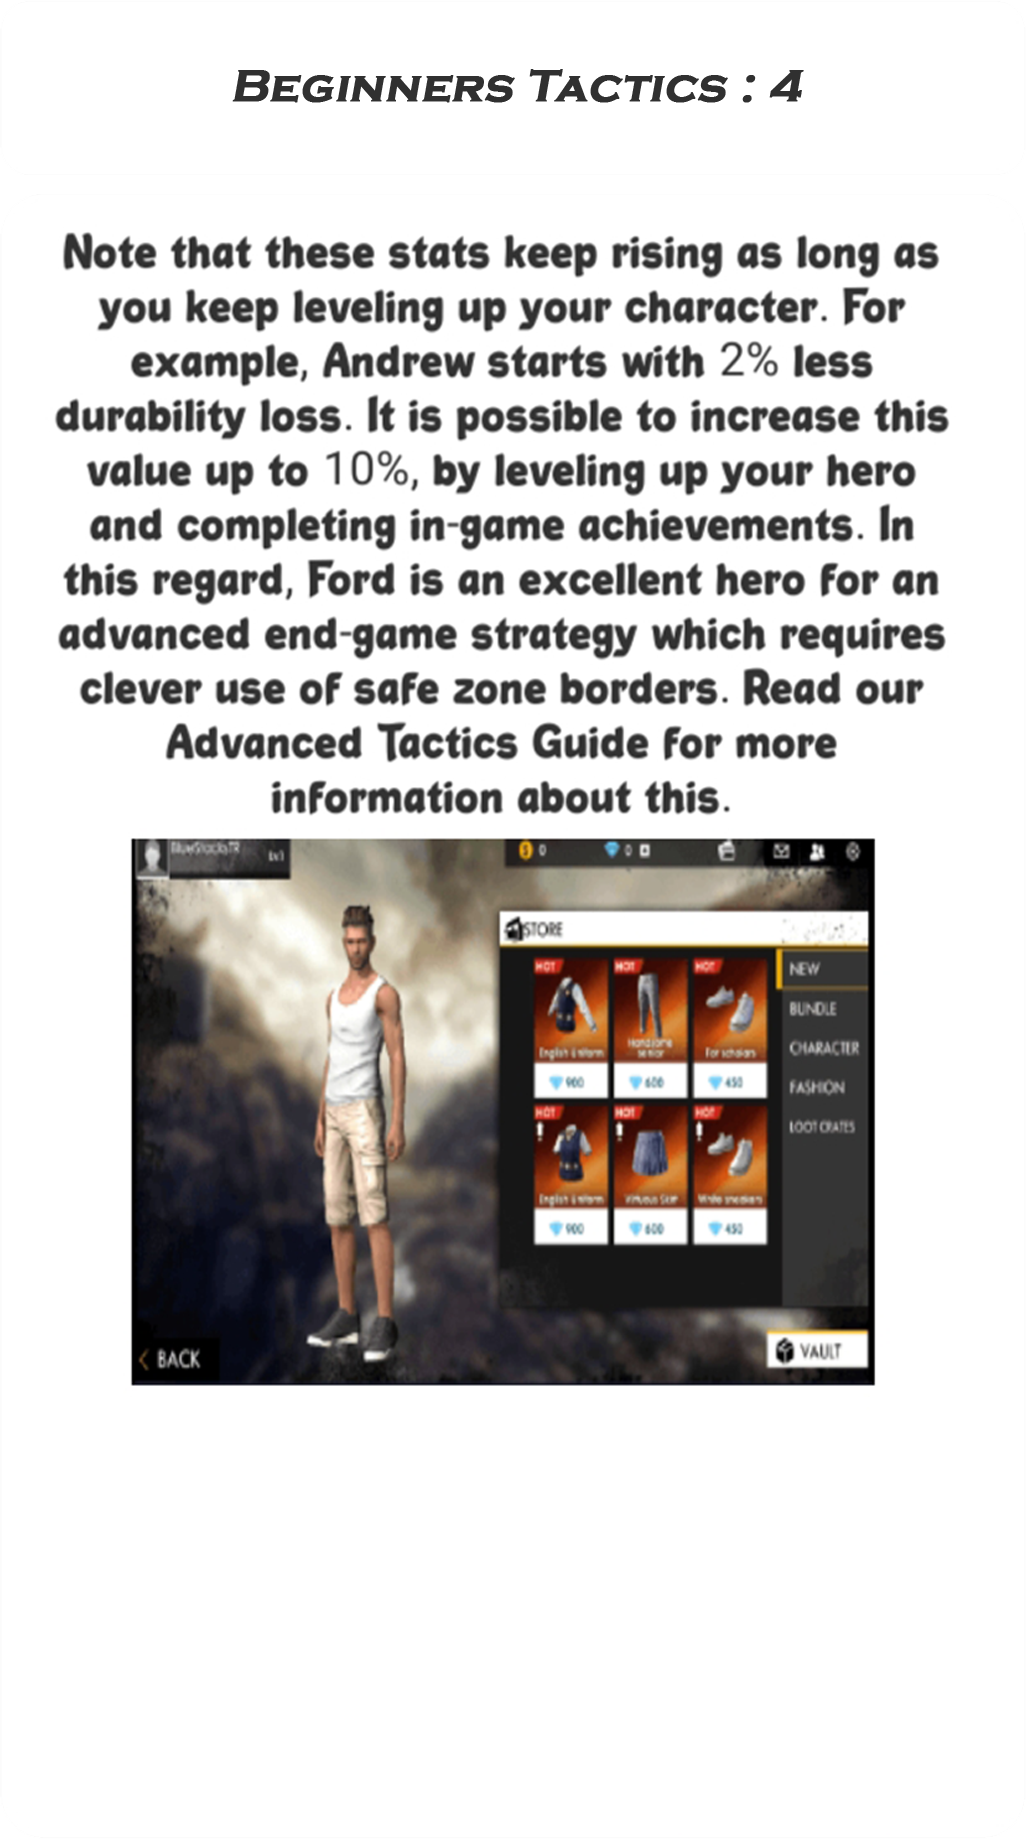 Beginners Tactics : 4
Note that these stats keep rising as long as
you keep leveling up your character. For
example, Andrew starts with 2% less
durability loss. It is possible to increase this
value up to 10%, by leveling up your hero
and completing in-game achievements. In
this regard, Ford is an excellent hero for an
advanced end-game strategy which requires
clever use of safe zone borders. Read our
Advanced Tactics Guide for more
information about this.
BlueStacksTR
Lv1
0 0
STORE
HOT HOT HOT
English Uniform Handsome senior For scholars
900 600 450
HOT HOT HOT
English Uniform Virtuous Skirt White sneakers
900 600 450
NEW
BUNDLE
CHARACTER
FASHION
LOOT CRATES
BACK
VAULT